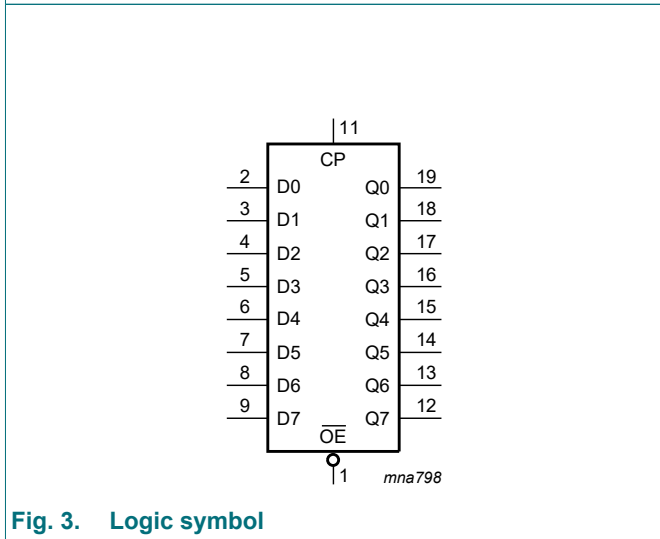 11
CP
2 D0 Q0 19
3 D1 Q1 18
4 D2 Q2 17
5 D3 Q3 16
6 D4 Q4 15
7 D5 Q5 14
8 D6 Q6 13
9 D7 Q7 12
O̅E̅
1 mna798
Fig. 3. Logic symbol